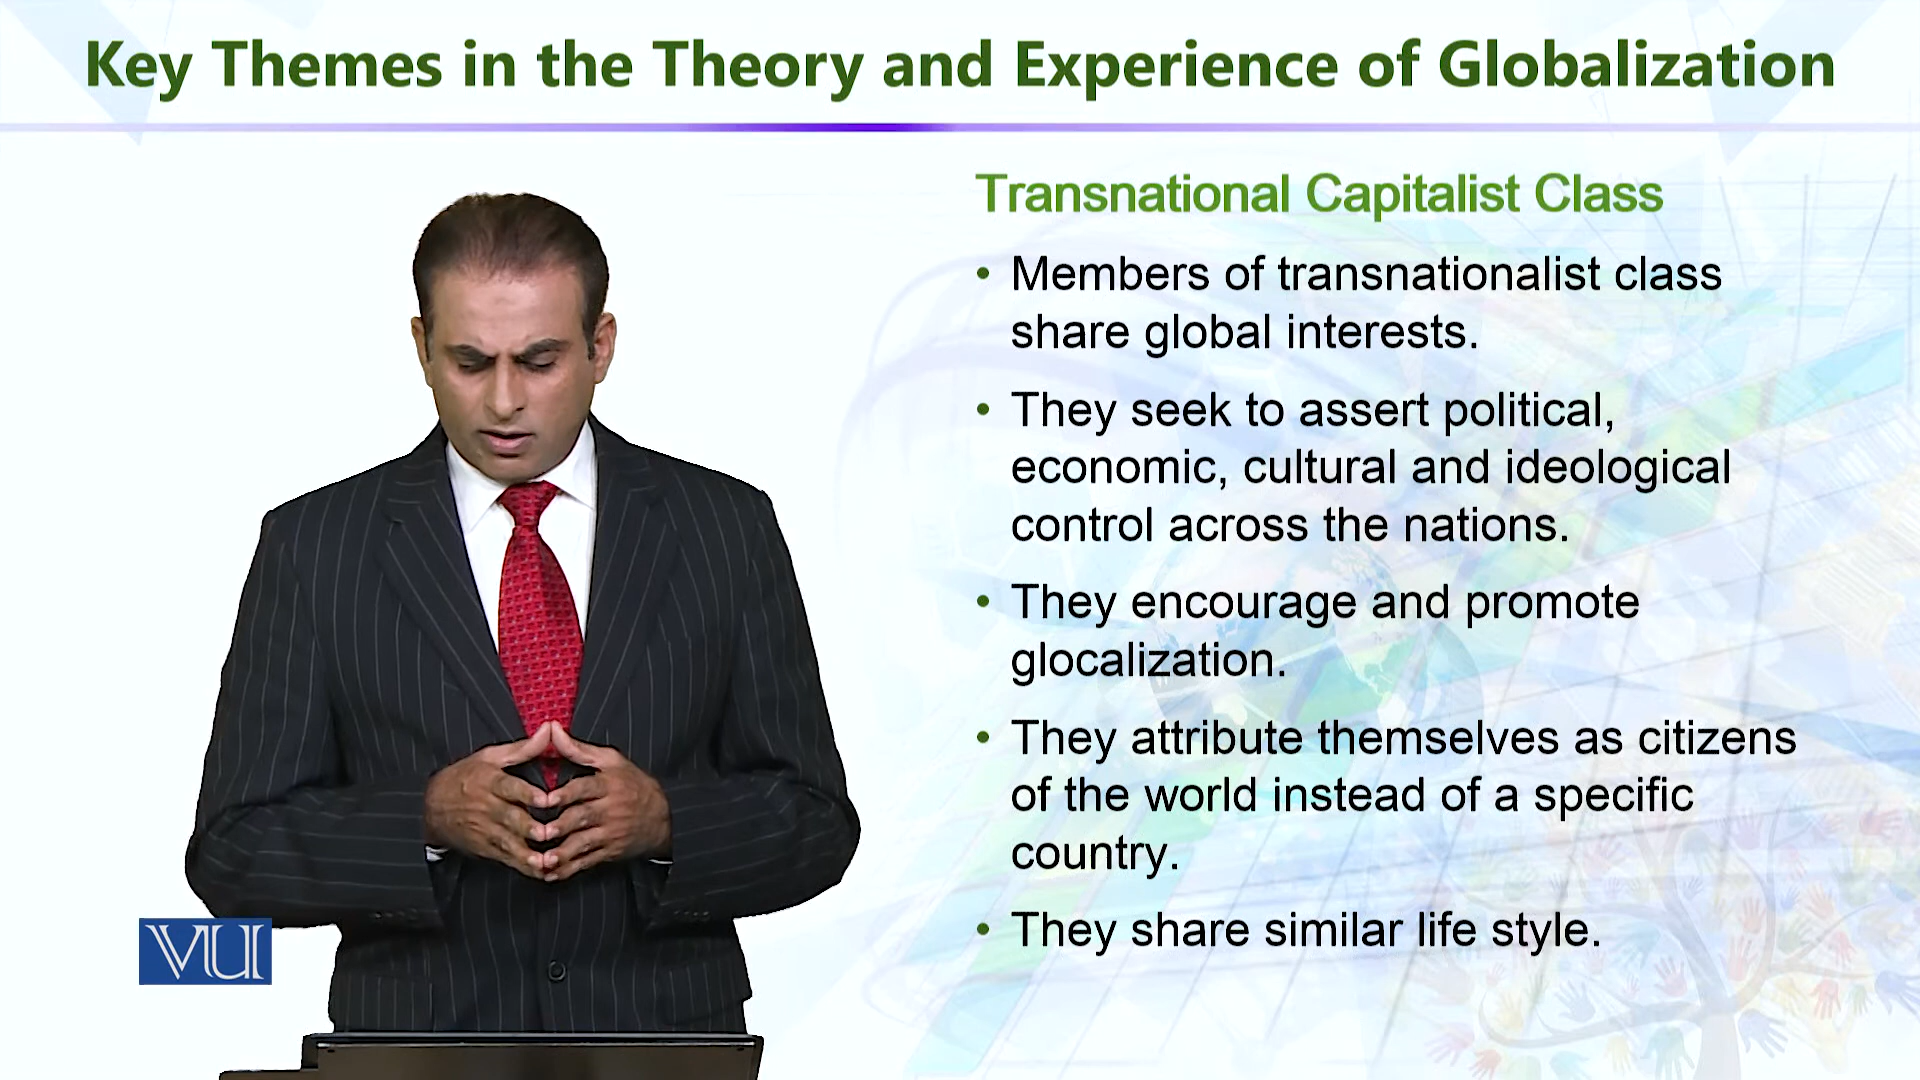 Key Themes in the Theory and Experience of Globalization
Transnational Capitalist Class
• Members of transnationalist class
share global interests.
• They seek to assert political,
economic, cultural and ideological
control across the nations.
• They encourage and promote
glocalization.
• They attribute themselves as citizens
of the world instead of a specific
country.
• They share similar life style.
VU